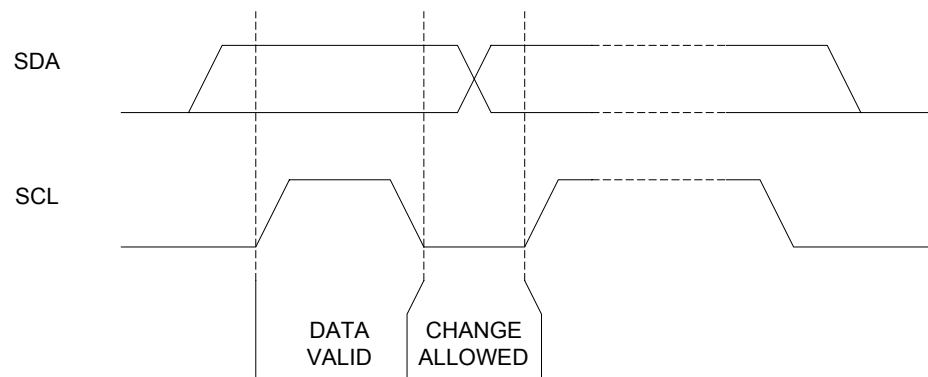 SDA
SCL
DATA
VALID
CHANGE
ALLOWED